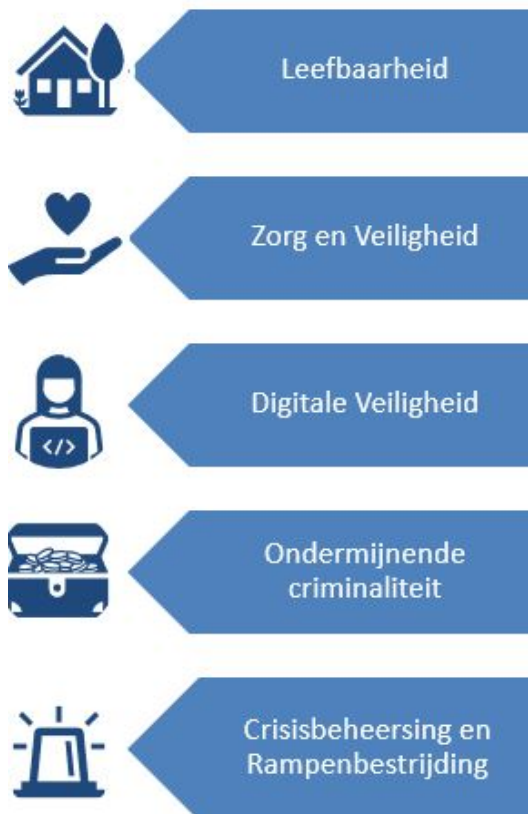 Leefbaarheid
Zorg en Veiligheid
Digitale Veiligheid
</>
Ondermijnende
criminaliteit
Crisisbeheersing en
Rampenbestrijding